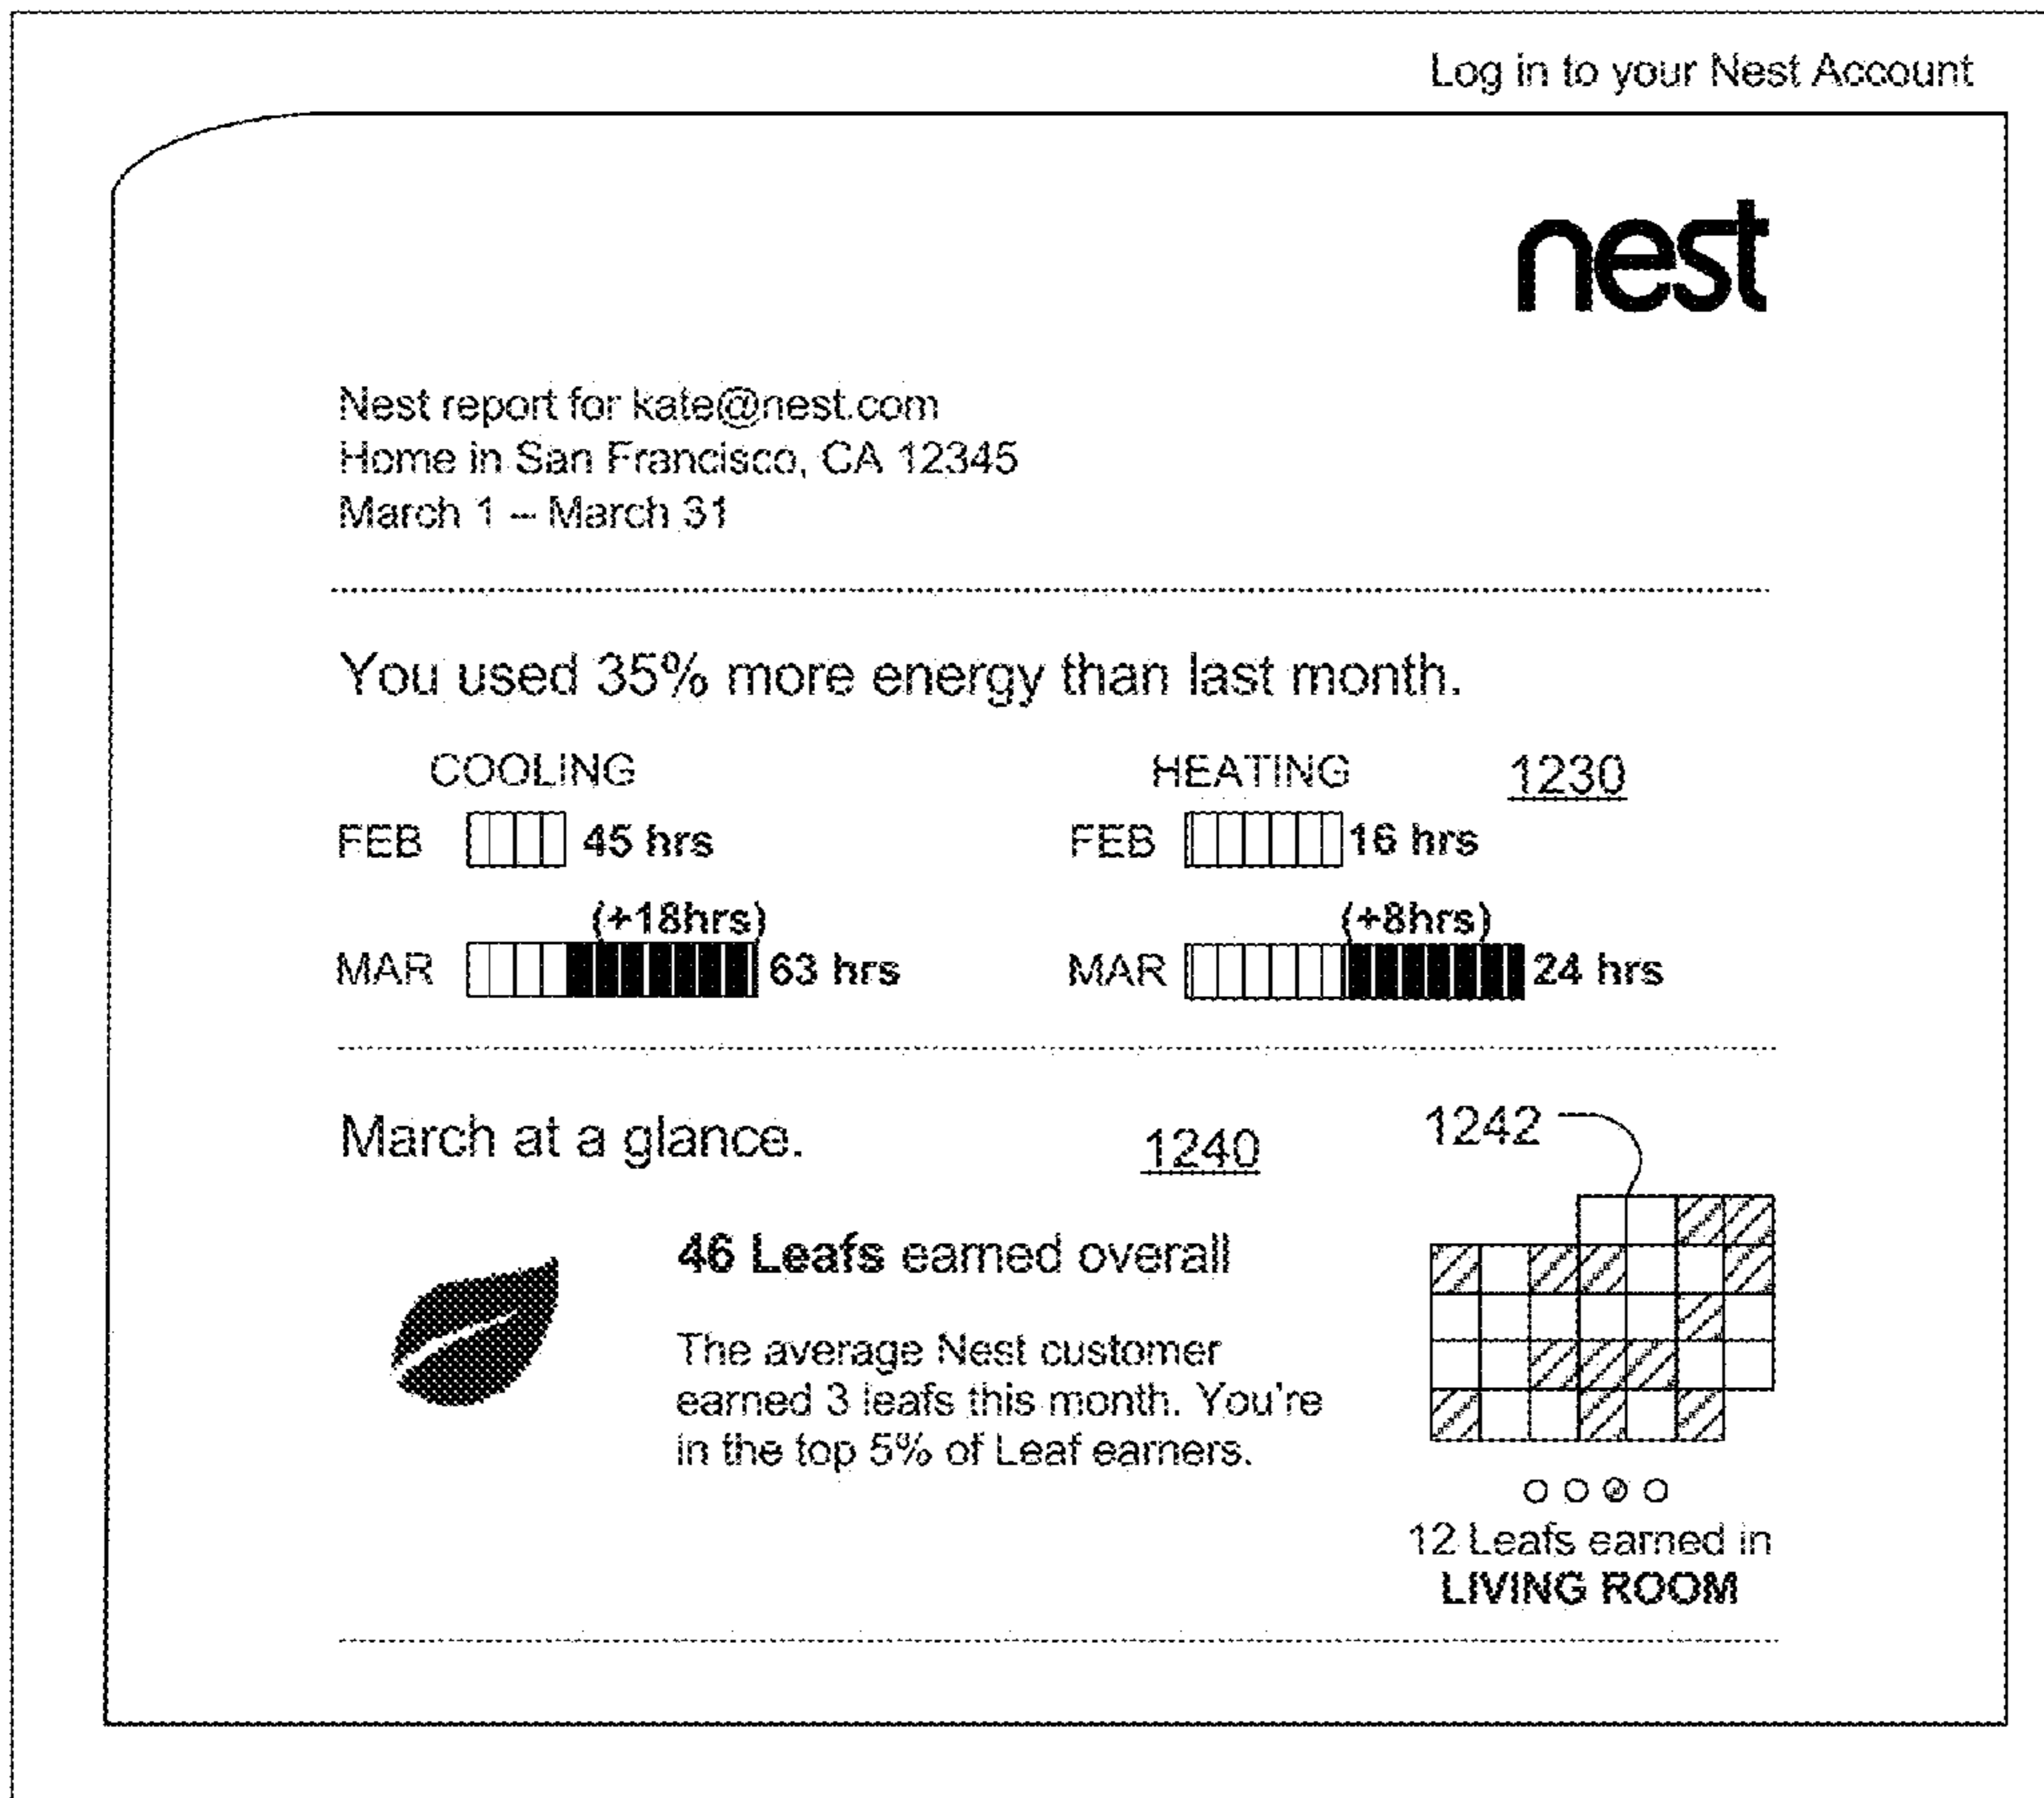 Log in to your Nest Account
nest
Nest report for kate@nest.com
Home in San Francisco, CA 12345
March 1 – March 31
You used 35% more energy than last month.
COOLING
HEATING
1230
FEB
45 hrs
FEB
16 hrs
(+18hrs)
(+8hrs)
MAR
63 hrs
MAR
24 hrs
March at a glance.
1240
1242
46 Leafs earned overall
The average Nest customer
earned 3 leafs this month. You're
in the top 5% of Leaf earners.
12 Leafs earned in
LIVING ROOM